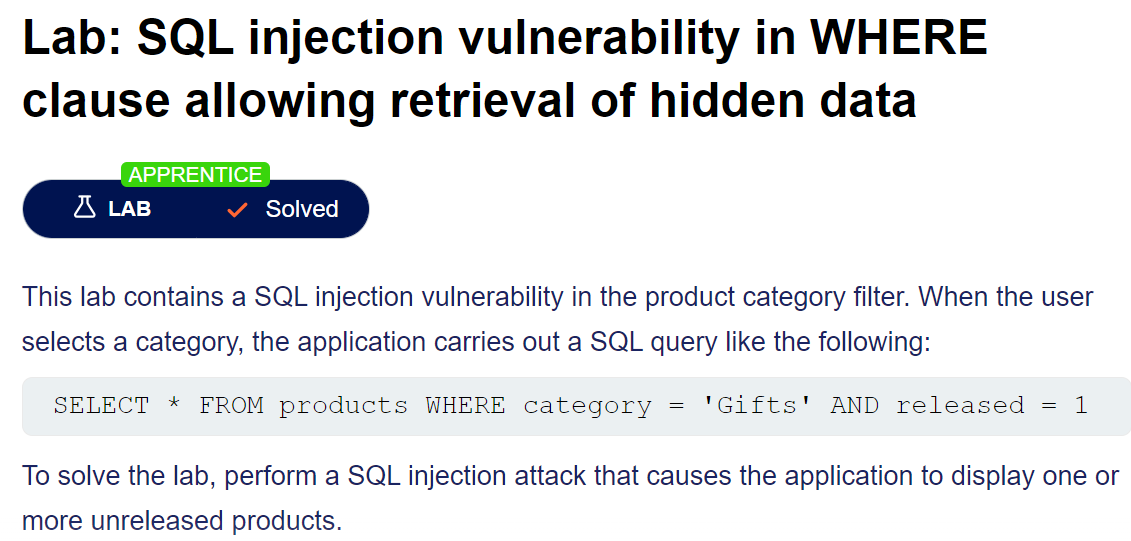 Lab: SQL injection vulnerability in WHERE
clause allowing retrieval of hidden data
APPRENTICE
LAB Solved
This lab contains a SQL injection vulnerability in the product category filter. When the user
selects a category, the application carries out a SQL query like the following:
SELECT * FROM products WHERE category = 'Gifts' AND released = 1
To solve the lab, perform a SQL injection attack that causes the application to display one or
more unreleased products.